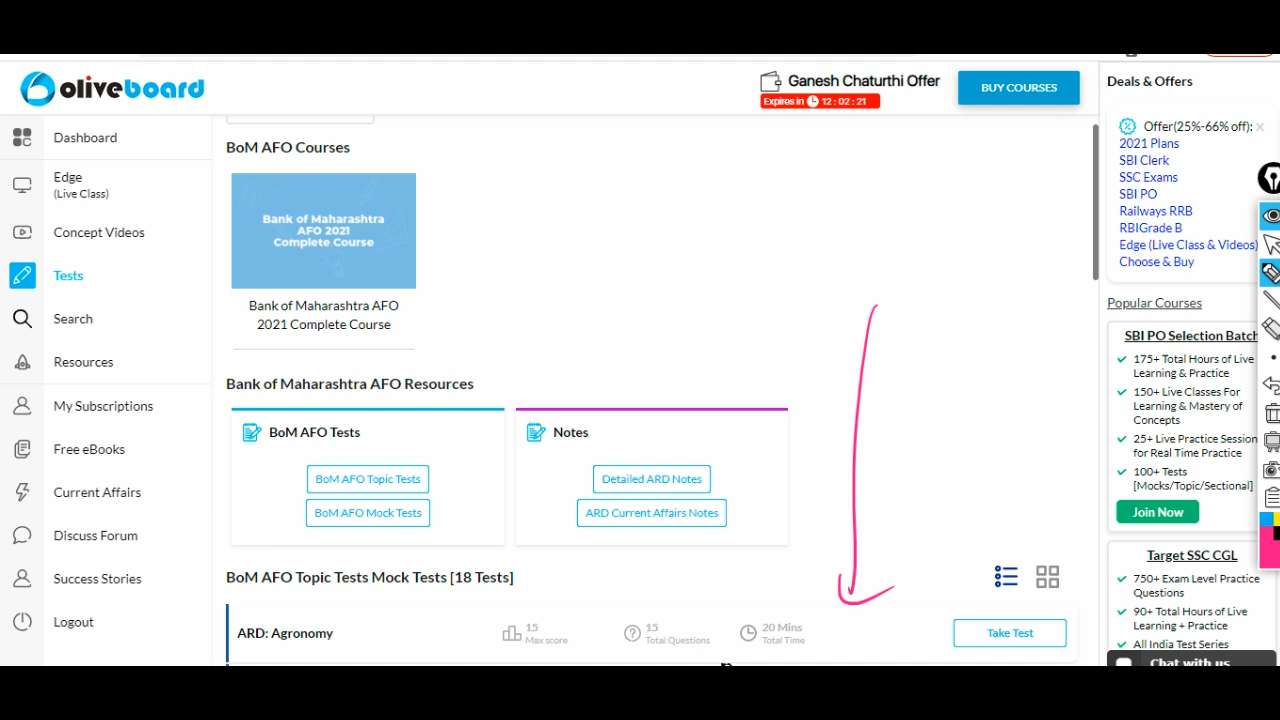 oliveboard
Ganesh Chaturthi Offer
Expires in 12 : 02 : 21
BUY COURSES
Dashboard
Edge
(Live Class)
Concept Videos
Tests
Search
Resources
My Subscriptions
Free eBooks
Current Affairs
Discuss Forum
Success Stories
Logout
BoM AFO Courses
Bank of Maharashtra
AFO 2021
Complete Course
Bank of Maharashtra AFO
2021 Complete Course
Bank of Maharashtra AFO Resources
BoM AFO Tests
BoM AFO Topic Tests
BoM AFO Mock Tests
Notes
Detailed ARD Notes
ARD Current Affairs Notes
BoM AFO Topic Tests Mock Tests [18 Tests]
ARD: Agronomy
15
Max score
15
Total Questions
20 Mins
Total Time
Take Test
Deals & Offers
Offer(25%-66% off):
2021 Plans
SBI Clerk
SSC Exams
SBI PO
Railways RRB
RBIGrade B
Edge (Live Class & Videos)
Choose & Buy
Popular Courses
SBI PO Selection Batch
175+ Total Hours of Live
Learning & Practice
150+ Live Classes For
Learning & Mastery of
Concepts
25+ Live Practice Session
for Real Time Practice
100+ Tests
[Mocks/Topic/Sectional]
Join Now
Target SSC CGL
750+ Exam Level Practice
Questions
90+ Total Hours of Live
Learning + Practice
All India Test Series
Chat with us